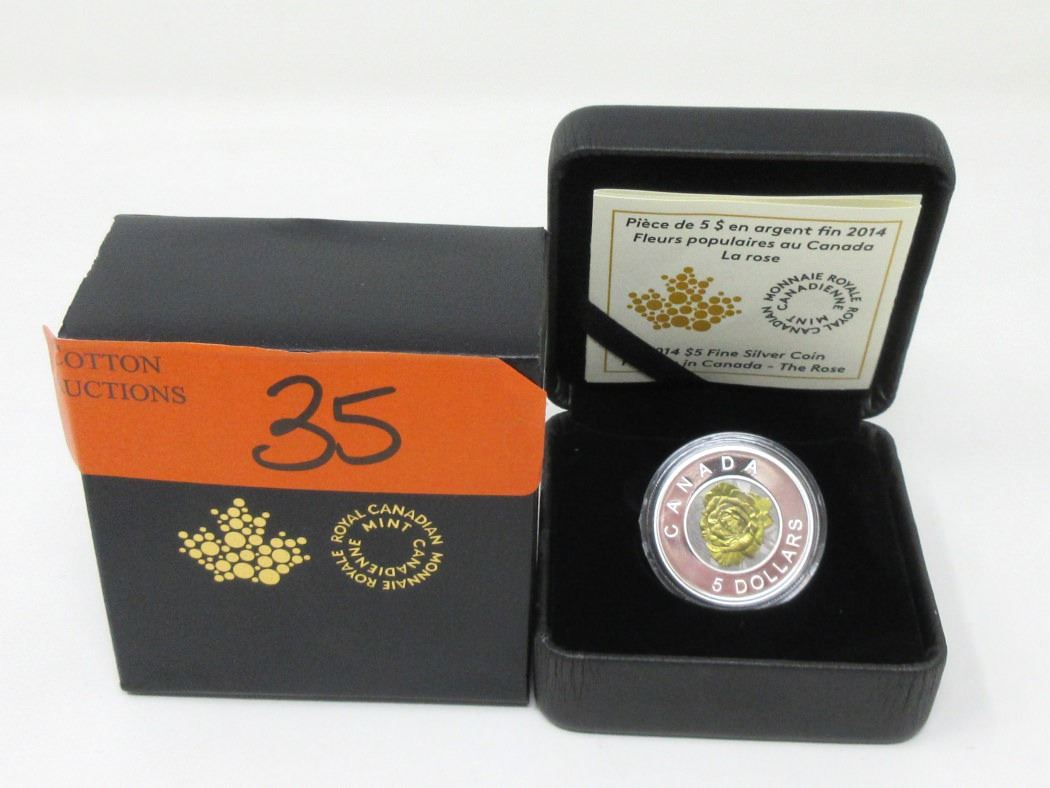 OTTON
UCTIONS
35
ROYAL CANADIAN MINT
MONNAIE ROYALE CANADIENNE
Pièce de 5 $ en argent fin 2014
Fleurs populaires au Canada
La rose
MONNAIE ROYALE CANADIENNE
ROYAL CANADIAN MINT
2014 $5 Fine Silver Coin
in Canada - The Rose
CANADA
5 DOLLARS